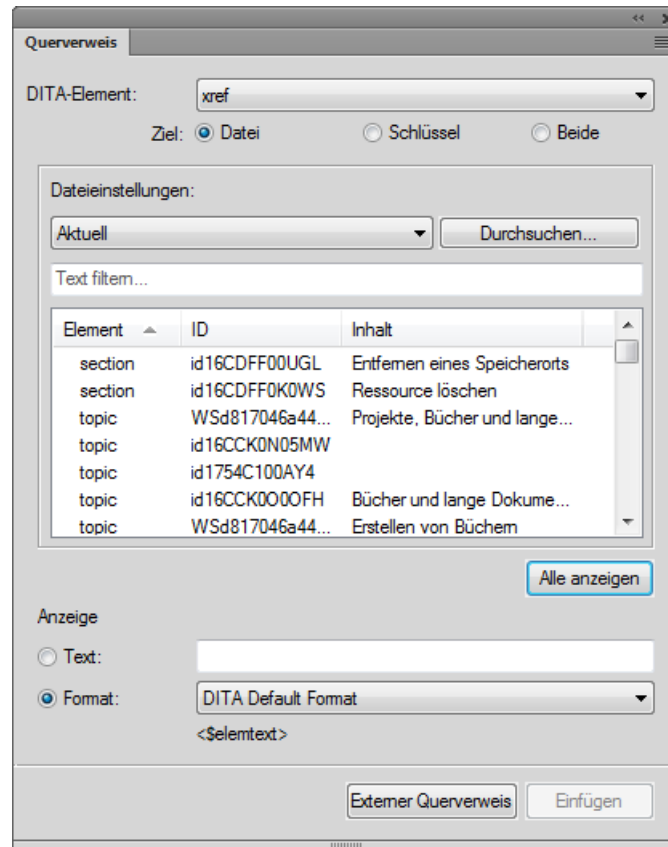 Querverweis
DITA-Element: xref
Ziel: Datei Schlüssel Beide
Dateieinstellungen:
Aktuell Durchsuchen...
Text filtern...
Element ID Inhalt
section id16CDFF00UGL Entfernen eines Speicherorts
section id16CDFF0K0WS Ressource löschen
topic WSd817046a44... Projekte, Bücher und lange...
topic id16CCK0N05MW
topic id1754C100AY4
topic id16CCK0O0OFH Bücher und lange Dokume...
topic WSd817046a44... Erstellen von Büchern
Alle anzeigen
Anzeige
Text:
Format: DITA Default Format
<$elemtext>
Externer Querverweis Einfügen